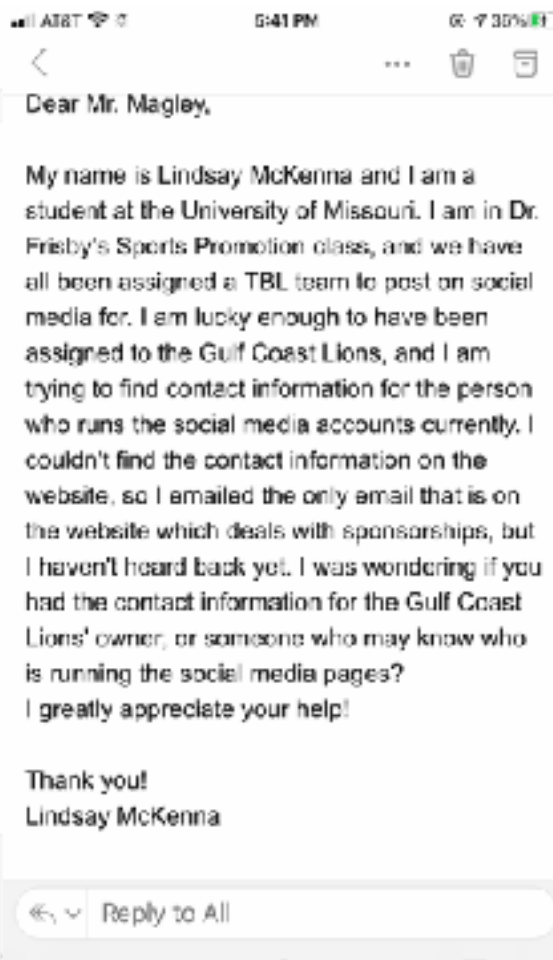 AT&T 5:41 PM 35%
Dear Mr. Magley,
My name is Lindsay McKenna and I am a
student at the University of Missouri. I am in Dr.
Frisby's Sports Promotion class, and we have
all been assigned a TBL team to post on social
media for. I am lucky enough to have been
assigned to the Gulf Coast Lions, and I am
trying to find contact information for the person
who runs the social media accounts currently. I
couldn't find the contact information on the
website, so I emailed the only email that is on
the website which deals with sponsorships, but
I haven't heard back yet. I was wondering if you
had the contact information for the Gulf Coast
Lions' owner, or someone who may know who
is running the social media pages?
I greatly appreciate your help!
Thank you!
Lindsay McKenna
Reply to All